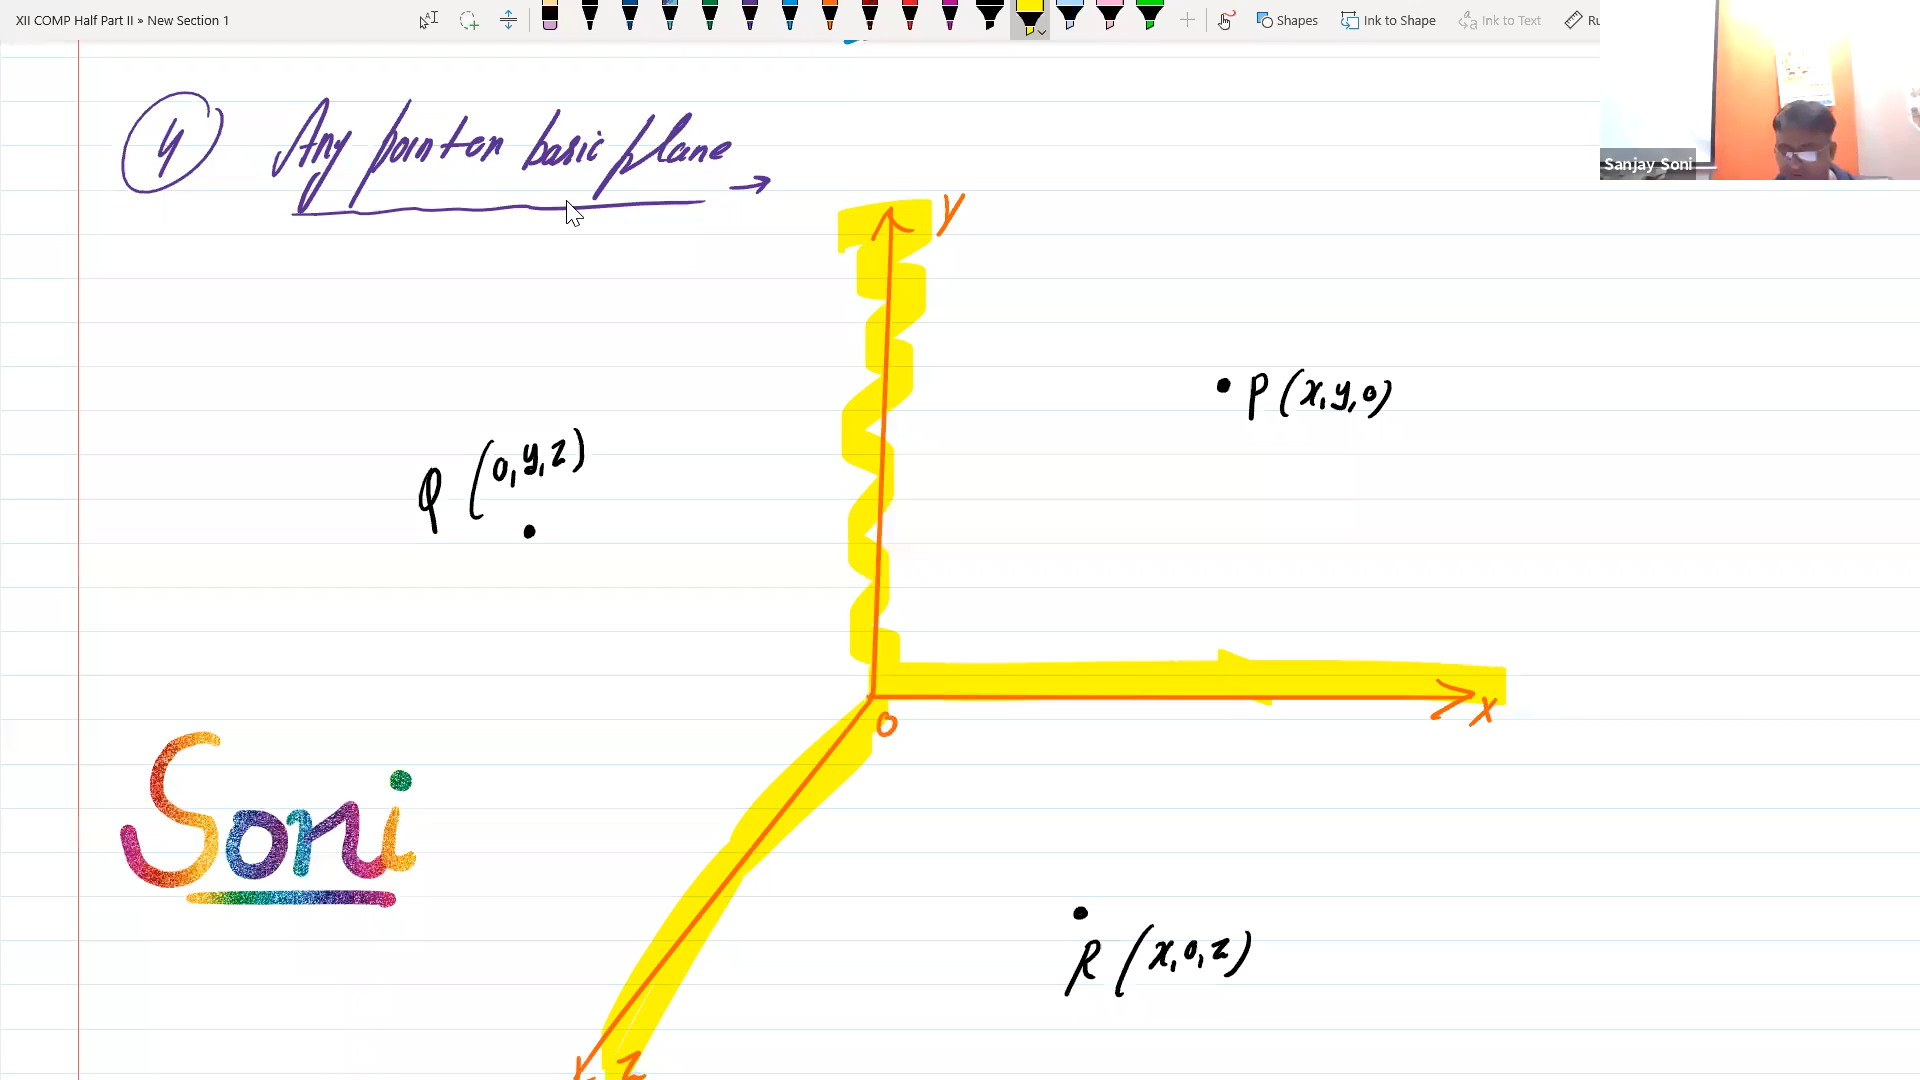 XII COMP Half Part II » New Section 1
Shapes
Ink to Shape
Ink to Text
Ru
Sanjay Soni
4 Any point on basic plane →
y
P (x,y,0)
Q (0,y,z)
x
O
Soni
R (x,0,z)
z